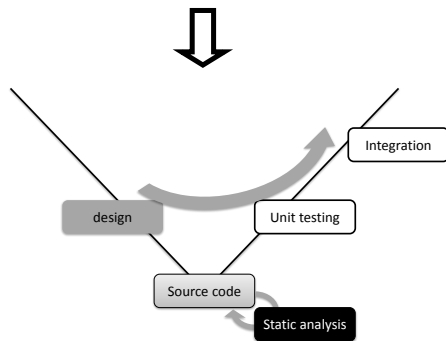 Integration
design
Unit testing
Source code
Static analysis